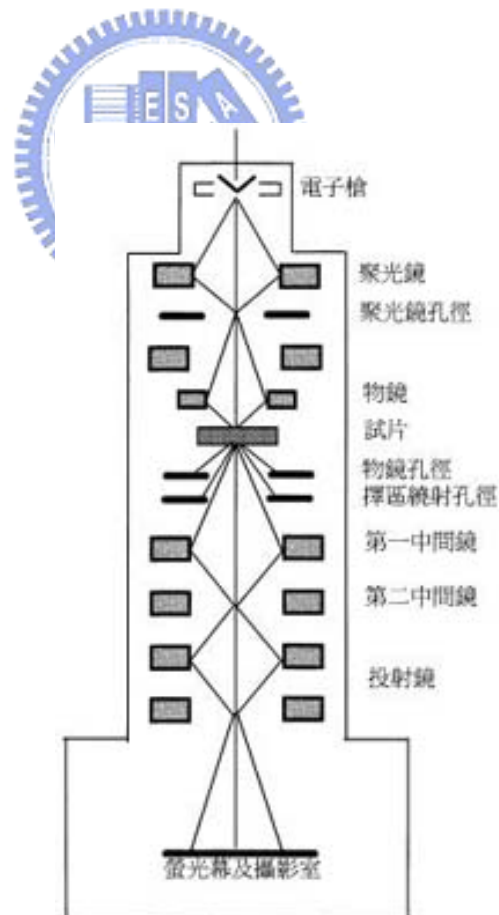 ESA
電子槍
聚光鏡
聚光鏡孔徑
物鏡
試片
物鏡孔徑
擇區繞射孔徑
第一中間鏡
第二中間鏡
投射鏡
螢光幕及攝影室